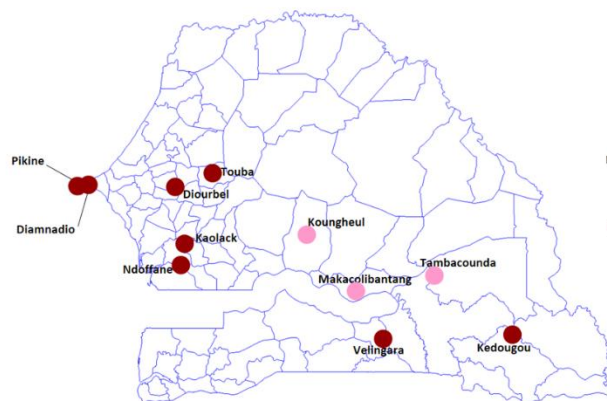 Pikine
Touba
Diourbel
Diamnadio
Koungheul
Kaolack
Ndoffane
Tambacounda
Makacolibantang
Velingara
Kedougou